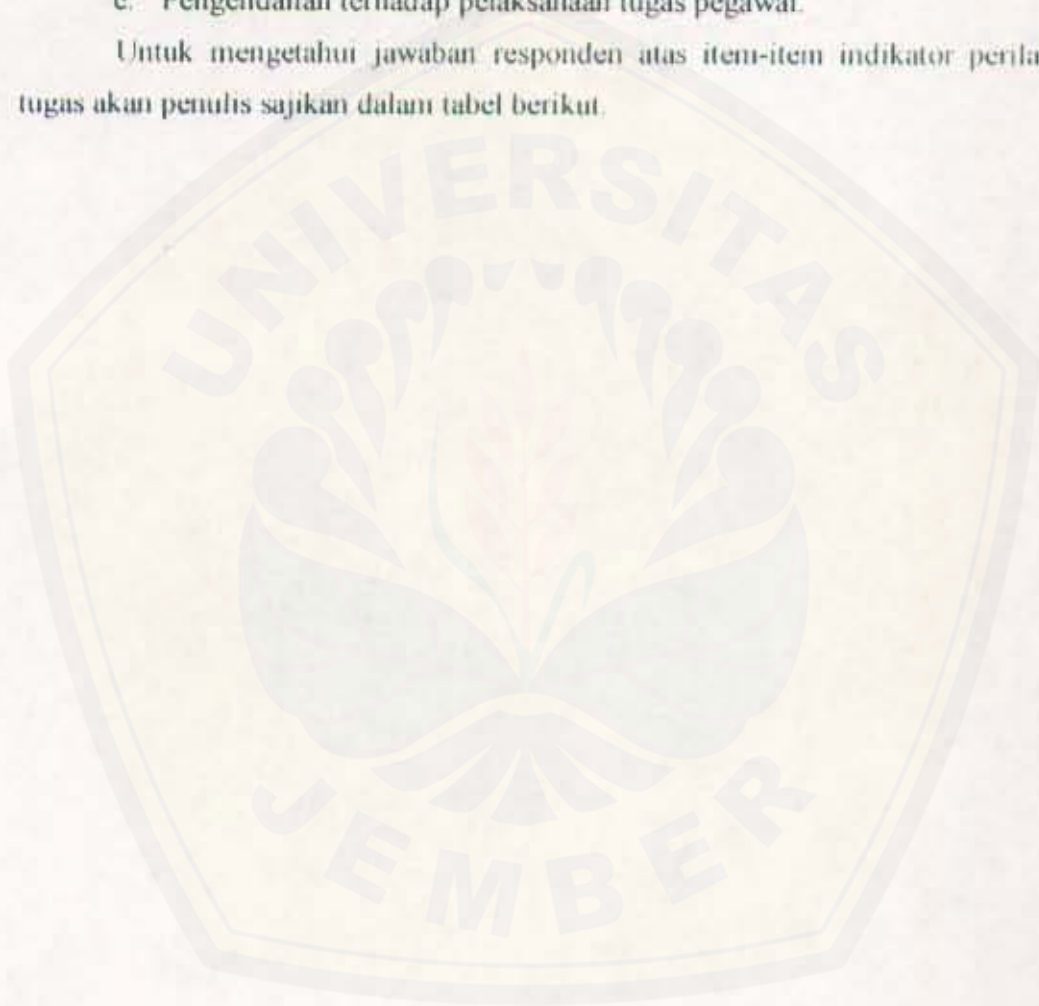 Pengendalian terhadap pelaksanaan tugas pegawai.
Untuk mengetahui jawaban responden atas item-item indikator
tugas akan penulis sajikan dalam tabel berikut.
UNIVERSITAS
JEMBER